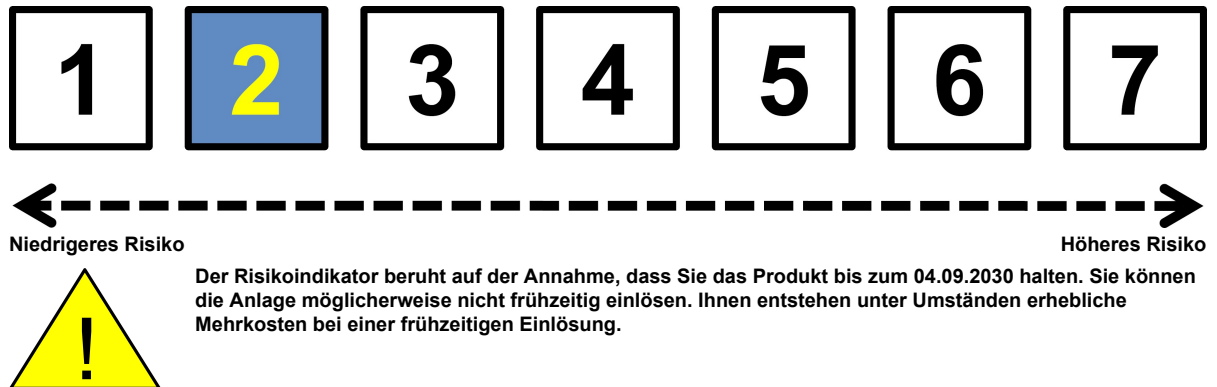 1 2 3 4 5 6 7
Niedrigeres Risiko Höheres Risiko
Der Risikoindikator beruht auf der Annahme, dass Sie das Produkt bis zum 04.09.2030 halten. Sie können
die Anlage möglicherweise nicht frühzeitig einlösen. Ihnen entstehen unter Umständen erhebliche
Mehrkosten bei einer frühzeitigen Einlösung.
!